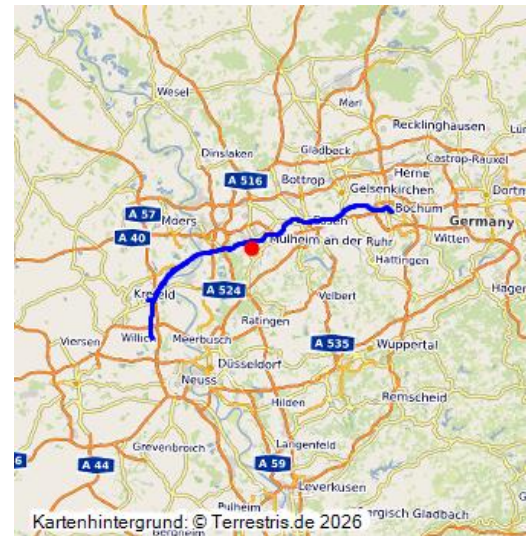 Wesel
Marl
Recklinghausen
Dinslaken
Gladbeck
Castrop-Rauxel
A 516
Bottrop
Herne
Gelsenkirchen
A 57
Moers
Bochum
Germany
A 40
Mülheim an der Ruhr
Witten
Hattingen
Krefeld
A 524
Velbert
Ratingen
Viersen
Willich
Meerbusch
A 535
Wuppertal
Düsseldorf
Neuss
Remscheid
Hilden
Grevenbroich
Langenfeld
A 44
A 59
Leverkusen
Pulheim
Kartenhintergrund: © Terrestris.de 2026